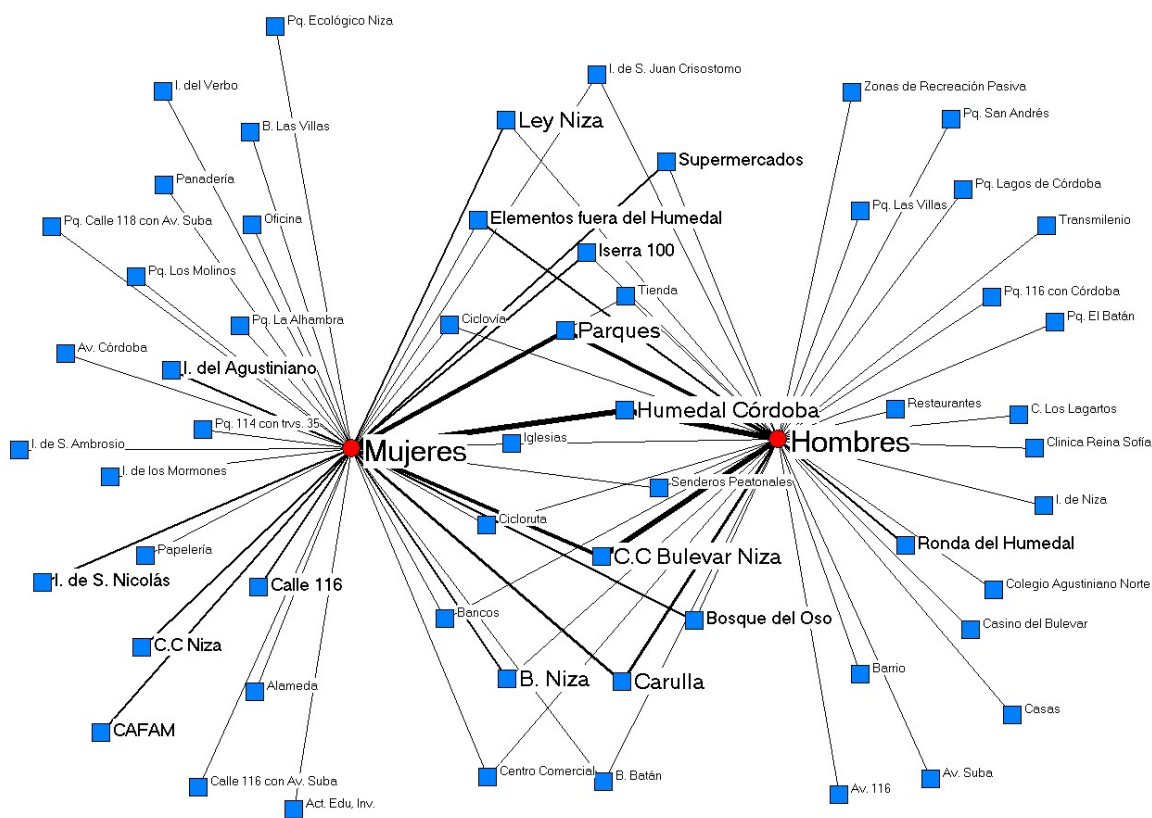 Pq. Ecológico Niza
I. de S. Juan Crisostomo
I. del Verbo
Zonas de Recreación Pasiva
Ley Niza
Pq. San Andrés
B. Las Villas
Supermercados
Panadería
Pq. Lagos de Córdoba
Pq. Las Villas
Elementos fuera del Humedal
Pq. Calle 118 con Av. Suba
Oficina
Transmilenio
Iserra 100
Pq. Los Molinos
Tienda
Pq. 116 con Córdoba
Pq. La Alhambra
Ciclovía
Parques
Pq. El Batán
Av. Córdoba
I. del Agustiniano
Humedal Córdoba
Restaurantes
C. Los Lagartos
Pq. 114 con trvs. 35
Iglesias
Mujeres
Hombres
I. de S. Ambrosio
Clinica Reina Sofía
I. de los Mormones
Senderos Peatonales
I. de Niza
Cicloruta
Papelería
C.C Bulevar Niza
Ronda del Humedal
I. de S. Nicolás
Calle 116
Colegio Agustiniano Norte
Bancos
Bosque del Oso
Casino del Bulevar
C.C Niza
B. Niza
Carulla
Barrio
Alameda
Casas
CAFAM
Calle 116 con Av. Suba
Centro Comercial
B. Batán
Av. Suba
Av. 116
Act. Edu, Inv.